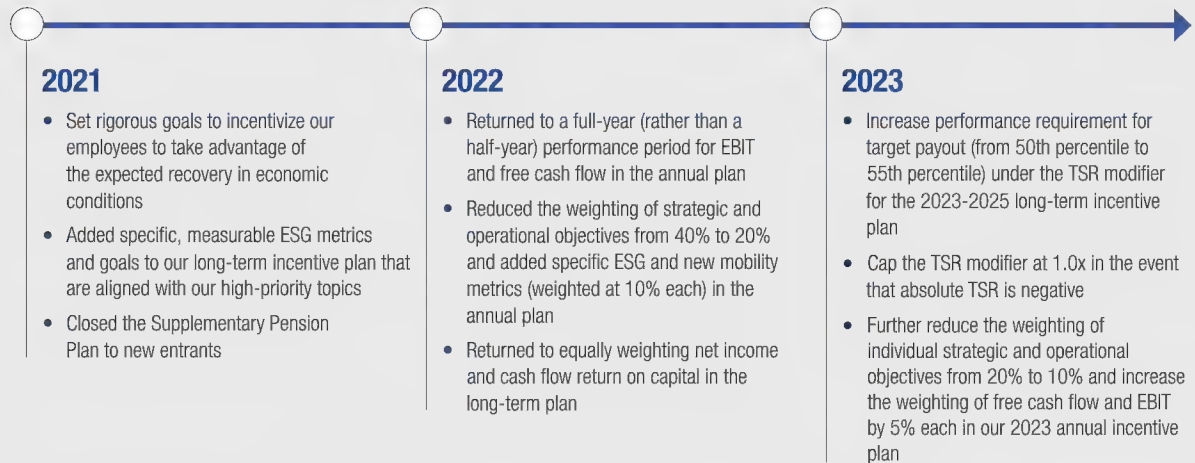 2021
• Set rigorous goals to incentivize our
employees to take advantage of
the expected recovery in economic
conditions
• Added specific, measurable ESG metrics
and goals to our long-term incentive plan that
are aligned with our high-priority topics
• Closed the Supplementary Pension
Plan to new entrants
2022
• Returned to a full-year (rather than a
half-year) performance period for EBIT
and free cash flow in the annual plan
• Reduced the weighting of strategic and
operational objectives from 40% to 20%
and added specific ESG and new mobility
metrics (weighted at 10% each) in the
annual plan
• Returned to equally weighting net income
and cash flow return on capital in the
long-term plan
2023
• Increase performance requirement for
target payout (from 50th percentile to
55th percentile) under the TSR modifier
for the 2023-2025 long-term incentive
plan
• Cap the TSR modifier at 1.0x in the event
that absolute TSR is negative
• Further reduce the weighting of
individual strategic and operational
objectives from 20% to 10% and increase
the weighting of free cash flow and EBIT
by 5% each in our 2023 annual incentive
plan